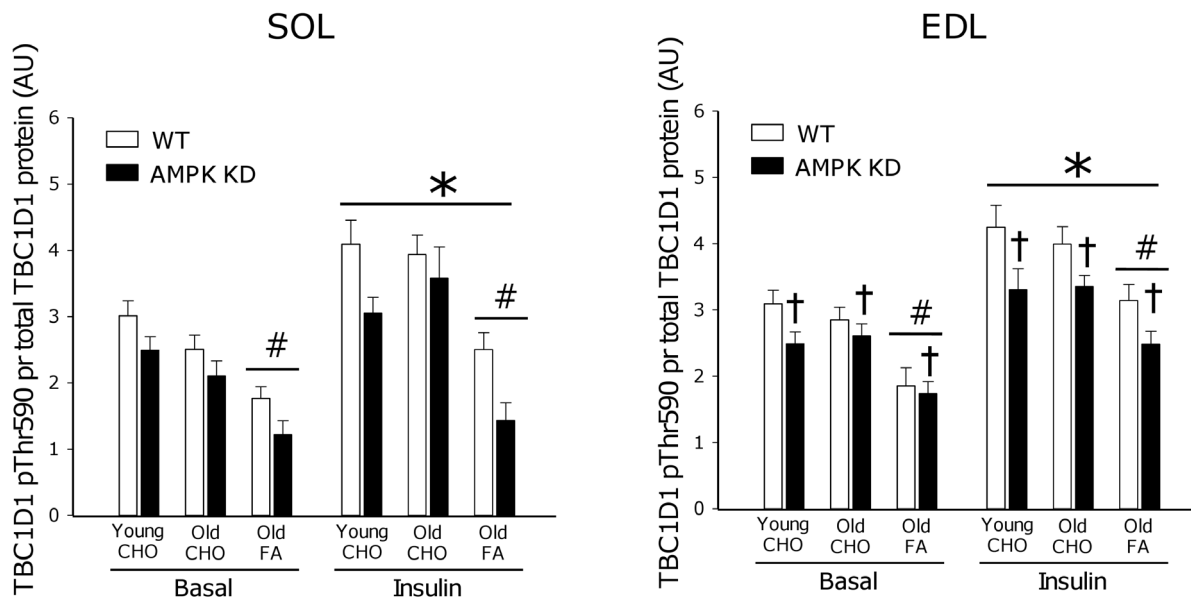 SOL
TBC1D1 pThr590 pr total TBC1D1 protein (AU)
6
5
4
3
2
1
0
WT
AMPK KD
*
#
#
Young
CHO
Old
CHO
Old
FA
Young
CHO
Old
CHO
Old
FA
Basal
Insulin
EDL
TBC1D1 pThr590 pr total TBC1D1 protein (AU)
6
5
4
3
2
1
0
WT
AMPK KD
*
†
†
#
†
†
†
#
†
Young
CHO
Old
CHO
Old
FA
Young
CHO
Old
CHO
Old
FA
Basal
Insulin